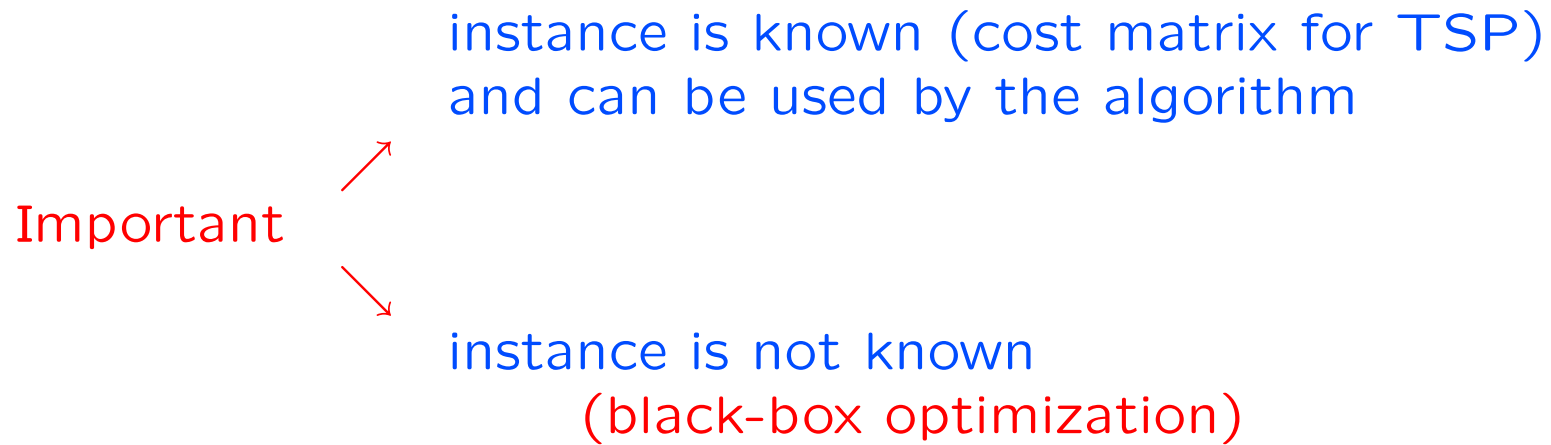 instance is known (cost matrix for TSP)
and can be used by the algorithm
Important
instance is not known
(black-box optimization)